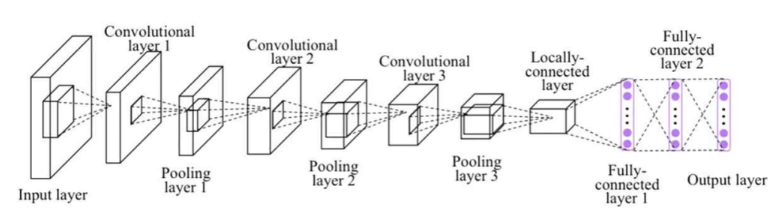 Input layer
Convolutional
layer 1
Pooling
layer 1
Convolutional
layer 2
Pooling
layer 2
Convolutional
layer 3
Pooling
layer 3
Locally-
connected
layer
Fully-
connected
layer 1
Fully-
connected
layer 2
Output layer